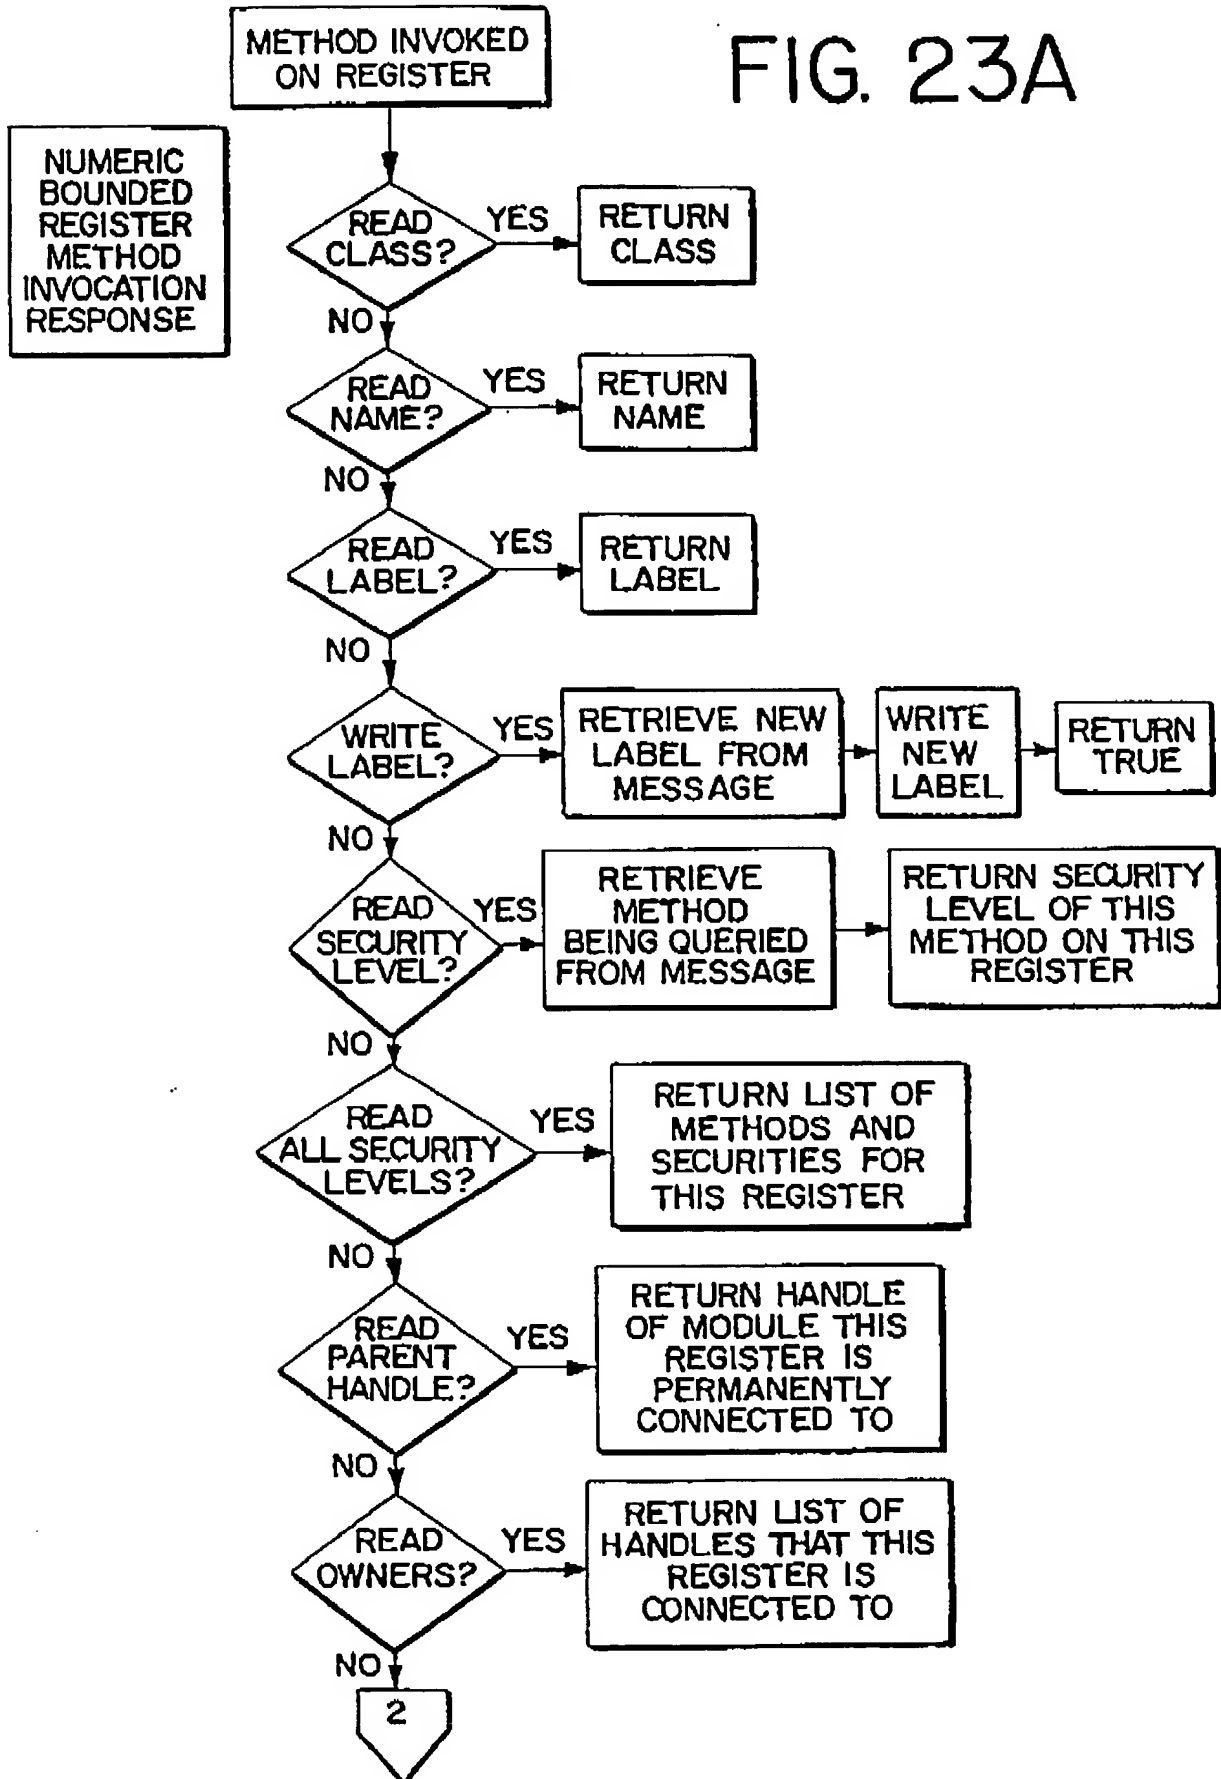 METHOD INVOKED
ON REGISTER
FIG. 23A
NUMERIC
BOUNDED
REGISTER
METHOD
INVOCATION
RESPONSE
READ
CLASS?
YES
RETURN
CLASS
NO
READ
NAME?
YES
RETURN
NAME
NO
READ
LABEL?
YES
RETURN
LABEL
NO
WRITE
LABEL?
YES
RETRIEVE NEW
LABEL FROM
MESSAGE
WRITE
NEW
LABEL
RETURN
TRUE
NO
READ
SECURITY
LEVEL?
YES
RETRIEVE
METHOD
BEING QUERIED
FROM MESSAGE
RETURN SECURITY
LEVEL OF THIS
METHOD ON THIS
REGISTER
NO
READ
ALL SECURITY
LEVELS?
YES
RETURN LIST OF
METHODS AND
SECURITIES FOR
THIS REGISTER
NO
READ
PARENT
HANDLE?
YES
RETURN HANDLE
OF MODULE THIS
REGISTER IS
PERMANENTLY
CONNECTED TO
NO
READ
OWNERS?
YES
RETURN LIST OF
HANDLES THAT THIS
REGISTER IS
CONNECTED TO
NO
2